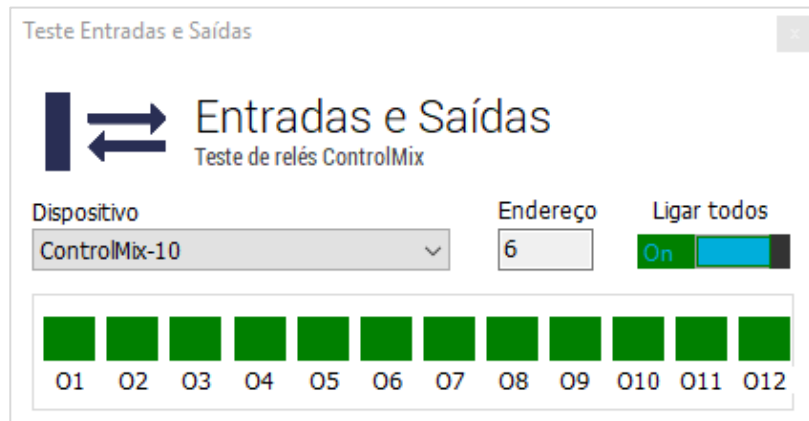 Teste Entradas e Saídas
x
Entradas e Saídas
Teste de relés ControlMix
Dispositivo Endereço Ligar todos
ControlMix-10 6 On
O1 O2 O3 O4 O5 O6 O7 O8 O9 O10 O11 O12